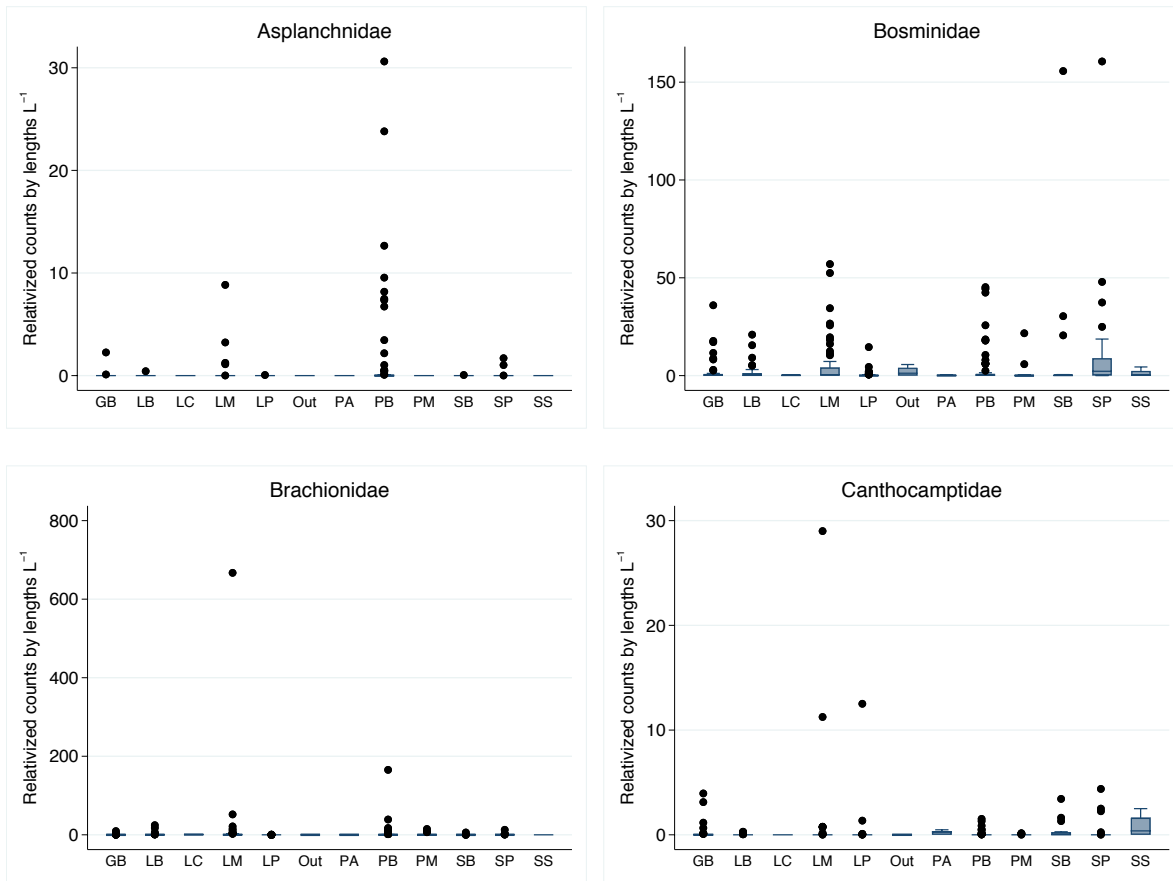 Asplanchnidae
Relativized counts by lengths L⁻¹
30
20
10
0
GB LB LC LM LP Out PA PB PM SB SP SS
Bosminidae
Relativized counts by lengths L⁻¹
150
100
50
0
GB LB LC LM LP Out PA PB PM SB SP SS
Brachionidae
Relativized counts by lengths L⁻¹
800
600
400
200
0
GB LB LC LM LP Out PA PB PM SB SP SS
Canthocamptidae
Relativized counts by lengths L⁻¹
30
20
10
0
GB LB LC LM LP Out PA PB PM SB SP SS